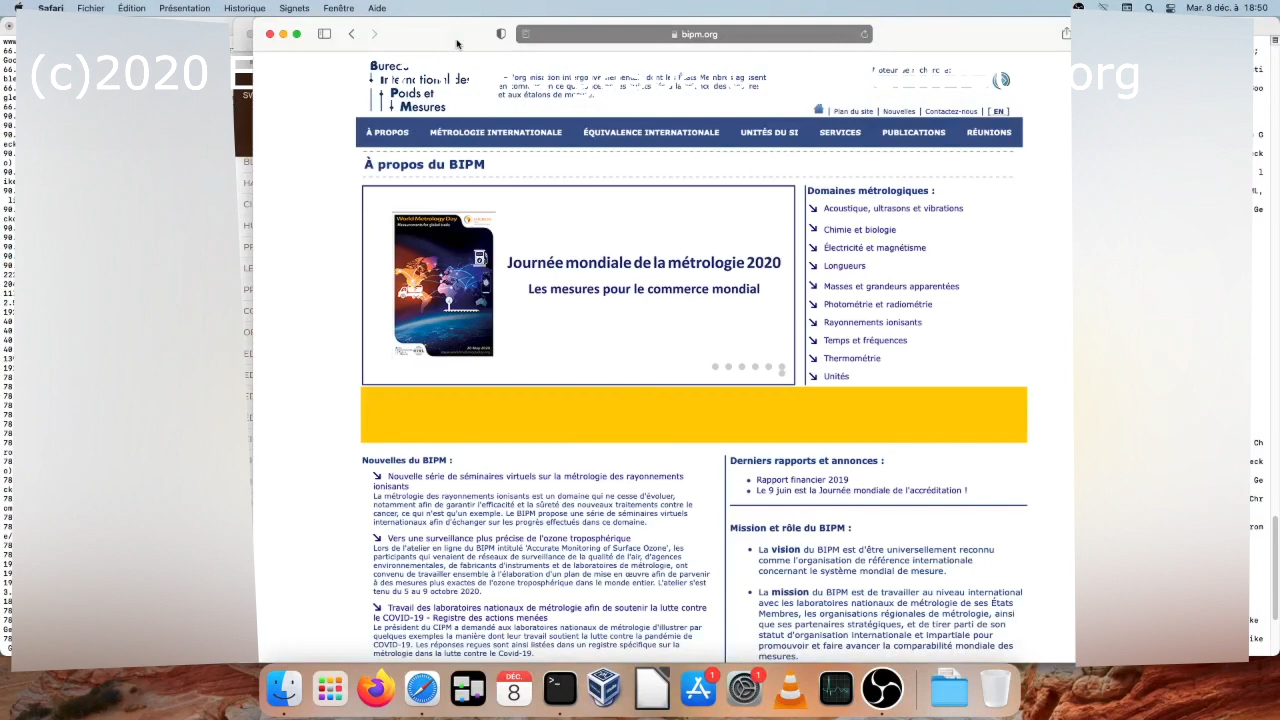 Safari Fichier Édition Présentation Historique Signets Fenêtre Aide
Mar. 8 déc. à 18:50
bipm.org
(c)2020
org
Bureau
International des
Poids et
Mesures
et aux étalons de mesure.
Plan du site | Nouvelles | Contactez-nous | [ EN ]
À PROPOS MÉTROLOGIE INTERNATIONALE ÉQUIVALENCE INTERNATIONALE UNITÉS DU SI SERVICES PUBLICATIONS RÉUNIONS
À propos du BIPM
World Metrology Day
Measurements for global trade
Journée mondiale de la métrologie 2020
Les mesures pour le commerce mondial
Domaines métrologiques :
Acoustique, ultrasons et vibrations
Chimie et biologie
Électricité et magnétisme
Longueurs
Masses et grandeurs apparentées
Photométrie et radiométrie
Rayonnements ionisants
Temps et fréquences
Thermométrie
Unités
Nouvelles du BIPM :
Nouvelle série de séminaires virtuels sur la métrologie des rayonnements
ionisants
La métrologie des rayonnements ionisants est un domaine qui ne cesse d'évoluer,
notamment afin de garantir l'efficacité et la sûreté des nouveaux traitements contre le
cancer, ce qui n'est qu'un exemple. Le BIPM propose une série de séminaires virtuels
internationaux afin d'échanger sur les progrès effectués dans ce domaine.
Vers une surveillance plus précise de l'ozone troposphérique
Lors de l'atelier en ligne du BIPM intitulé 'Accurate Monitoring of Surface Ozone', les
participants qui venaient de réseaux de surveillance de la qualité de l'air, d'agences
environnementales, de fabricants d'instruments et de laboratoires de métrologie, ont
convenu de travailler ensemble à l'élaboration d'un plan de mise en œuvre afin de parvenir
à des mesures plus exactes de l'ozone troposphérique dans le monde entier. L'atelier s'est
tenu du 5 au 9 octobre 2020.
Travail des laboratoires nationaux de métrologie afin de soutenir la lutte contre
le COVID-19 - Registre des actions menées
Le président du CIPM a demandé aux laboratoires nationaux de métrologie d'illustrer par
quelques exemples la manière dont leur travail soutient la lutte contre la pandémie de
COVID-19. Les réponses reçues sont ainsi listées dans un registre spécifique sur la
métrologie dans la lutte contre le Covid-19.
Derniers rapports et annonces :
Rapport financier 2019
Le 9 juin est la Journée mondiale de l'accréditation !
Mission et rôle du BIPM :
La vision du BIPM est d'être universellement reconnu
comme l'organisation de référence internationale
concernant le système mondial de mesure.
La mission du BIPM est de travailler au niveau international
avec les laboratoires nationaux de métrologie de ses États
Membres, les organisations régionales de métrologie, ainsi
que ses partenaires stratégiques, et de tirer parti de son
statut d'organisation internationale et impartiale pour
promouvoir et faire avancer la comparabilité mondiale des
mesures.
DÉC.
8
1
1